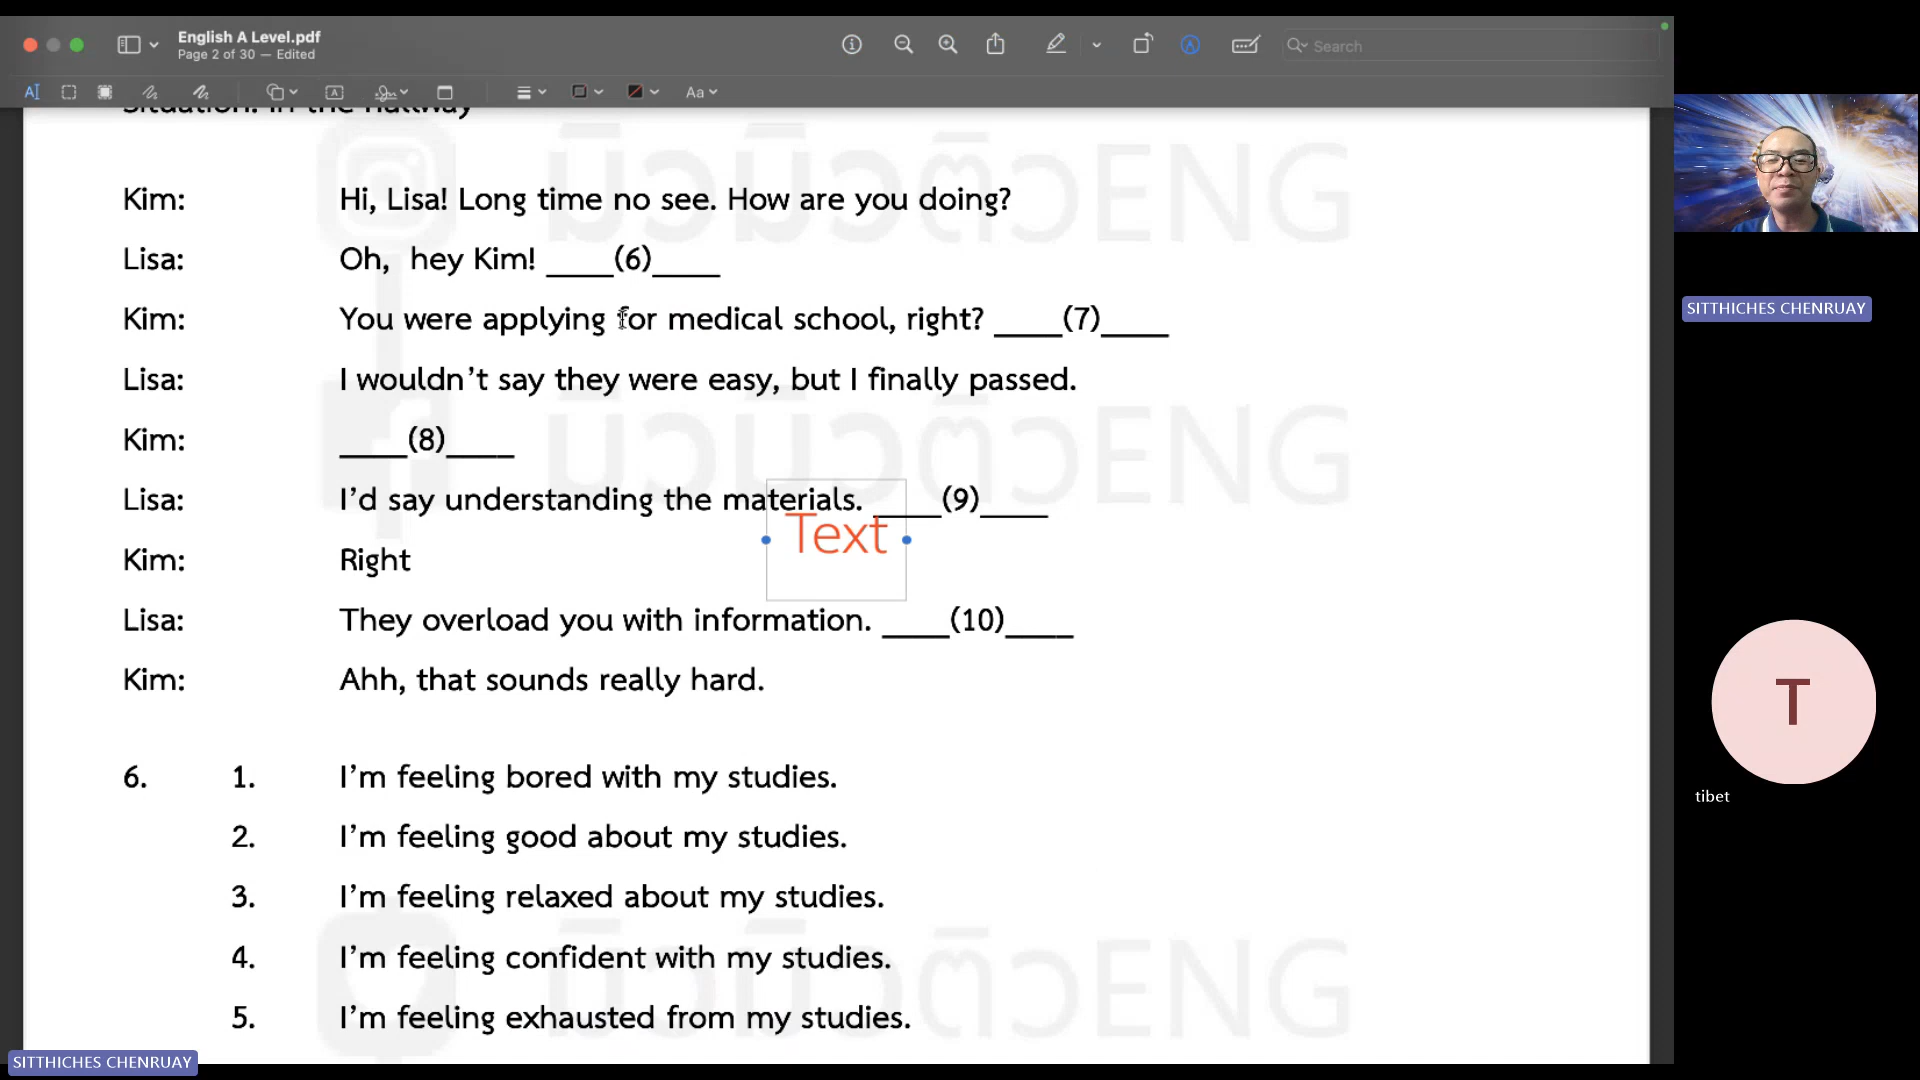 English A Level.pdf
Page 2 of 30 — Edited
Search
Aa
Situation: In the hallway
Kim: Hi, Lisa! Long time no see. How are you doing?
Lisa: Oh, hey Kim! ____(6)____
Kim: You were applying for medical school, right? ____(7)____
Lisa: I wouldn't say they were easy, but I finally passed.
Kim: ____(8)____
Lisa: I'd say understanding the materials. ____(9)____
Text
Kim: Right
Lisa: They overload you with information. ____(10)____
Kim: Ahh, that sounds really hard.
6. 1. I'm feeling bored with my studies.
2. I'm feeling good about my studies.
3. I'm feeling relaxed about my studies.
4. I'm feeling confident with my studies.
5. I'm feeling exhausted from my studies.
SITTHICHES CHENRUAY
SITTHICHES CHENRUAY
T
tibet